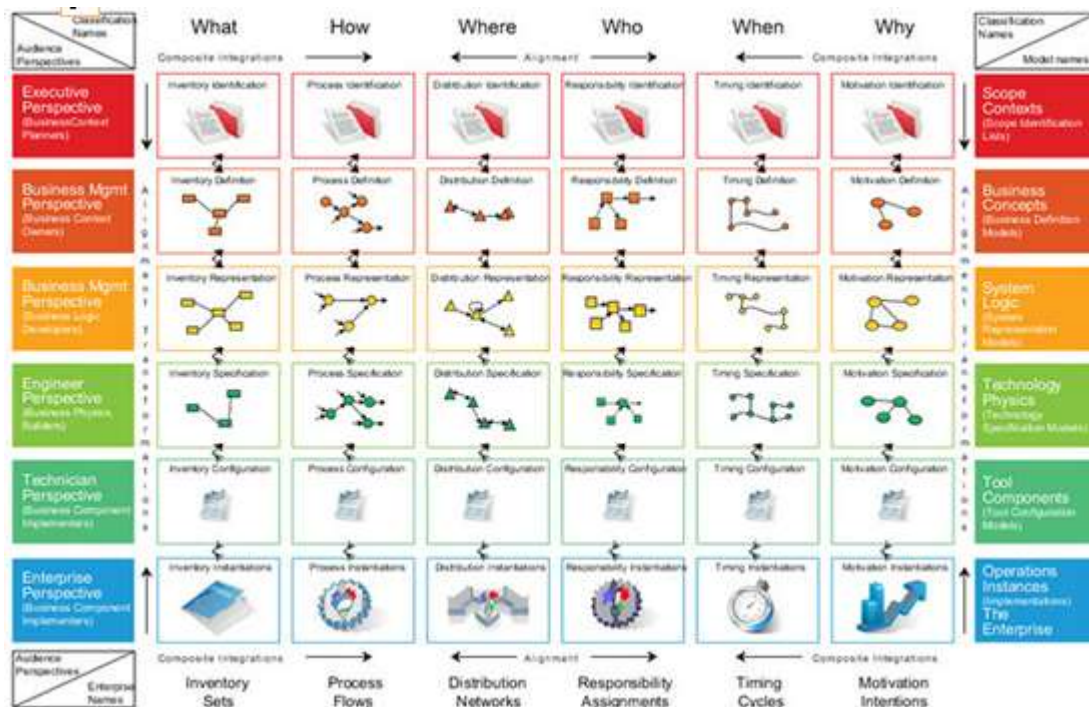 Classification
Names
Audience
Perspectives
What
How
Where
Who
When
Why
Classification
Names
Model names
Composite Integrations
Alignment
Composite Integrations
Executive
Perspective
(BusinessContext
Planners)
Inventory Identification
Process Identification
Distribution Identification
Responsibility Identification
Timing Identification
Motivation Identification
Scope
Contexts
(Scope Identification
Lists)
Business Mgmt
Perspective
(Business Context
Owners)
Inventory Definition
Process Definition
Distribution Definition
Responsibility Definition
Timing Definition
Motivation Definition
Business
Concepts
(Business Definition
Models)
Business Mgmt
Perspective
(Business Logic
Developers)
Inventory Representation
Process Representation
Distribution Representation
Responsibility Representation
Timing Representation
Motivation Representation
System
Logic
(System
Representation
Models)
Engineer
Perspective
(Business Physics
Builders)
Inventory Specification
Process Specification
Distribution Specification
Responsibility Specification
Timing Specification
Motivation Specification
Technology
Physics
(Technology
Specification Models)
Technician
Perspective
(Business Component
Implementers)
Inventory Configuration
Process Configuration
Distribution Configuration
Responsibility Configuration
Timing Configuration
Motivation Configuration
Tool
Components
(Tool Configuration
Models)
Enterprise
Perspective
(Business Component
Implementers)
Inventory Instantiations
Process Instantiations
Distribution Instantiations
Responsibility Instantiations
Timing Instantiations
Motivation Instantiations
Operations
Instances
(Implementations)
The
Enterprise
Alignment Transformations
Alignment Transformations
Audience
Perspectives
Enterprise
Names
Composite Integrations
Alignment
Composite Integrations
Inventory
Sets
Process
Flows
Distribution
Networks
Responsibility
Assignments
Timing
Cycles
Motivation
Intentions